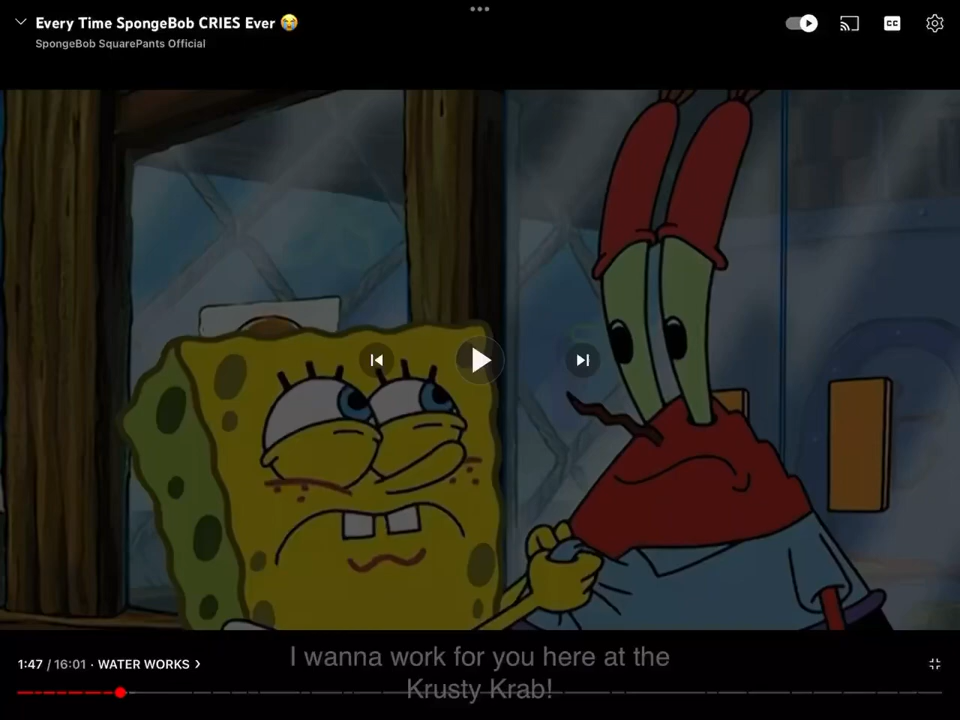 Every Time SpongeBob CRIES Ever 😭
SpongeBob SquarePants Official
CC
I wanna work for you here at the
Krusty Krab!
1:47 / 16:01 · WATER WORKS >